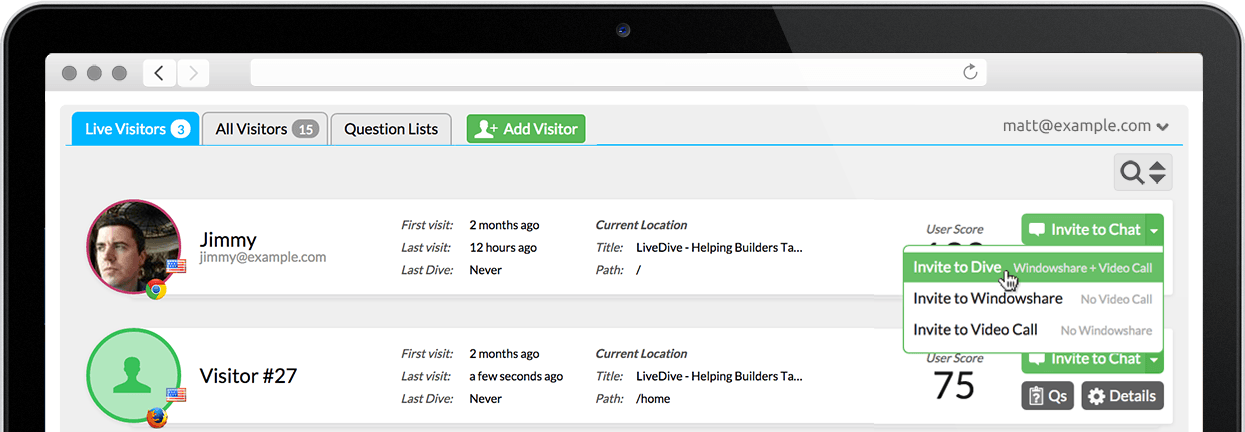 Live Visitors 3 All Visitors 15 Question Lists Add Visitor matt@example.com
Jimmy
jimmy@example.com
First visit: 2 months ago
Last visit: 12 hours ago
Last Dive: Never
Current Location
Title: LiveDive - Helping Builders Ta...
Path: /
User Score
Invite to Chat
Invite to Dive Windowshare + Video Call
Invite to Windowshare No Video Call
Invite to Video Call No Windowshare
Visitor #27
First visit: 2 months ago
Last visit: a few seconds ago
Last Dive: Never
Current Location
Title: LiveDive - Helping Builders Ta...
Path: /home
User Score
75
Invite to Chat
Qs Details